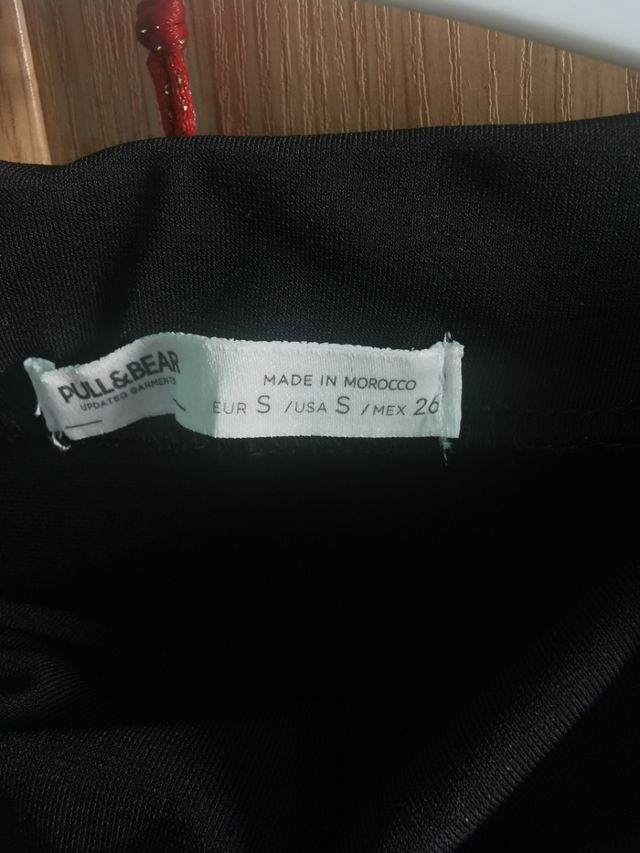 PULL&BEAR
UPDATED GARMENTS
MADE IN MOROCCO
EUR S /USA S /MEX 26